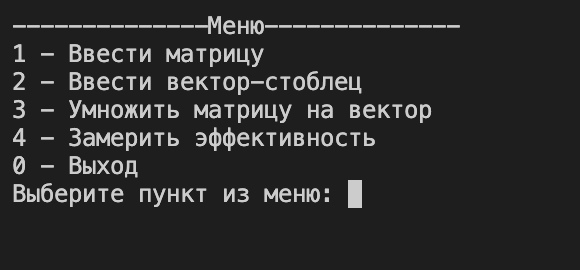 --------------Меню--------------
1 - Ввести матрицу
2 - Ввести вектор-стоблец
3 - Умножить матрицу на вектор
4 - Замерить эффективность
0 - Выход
Выберите пункт из меню: